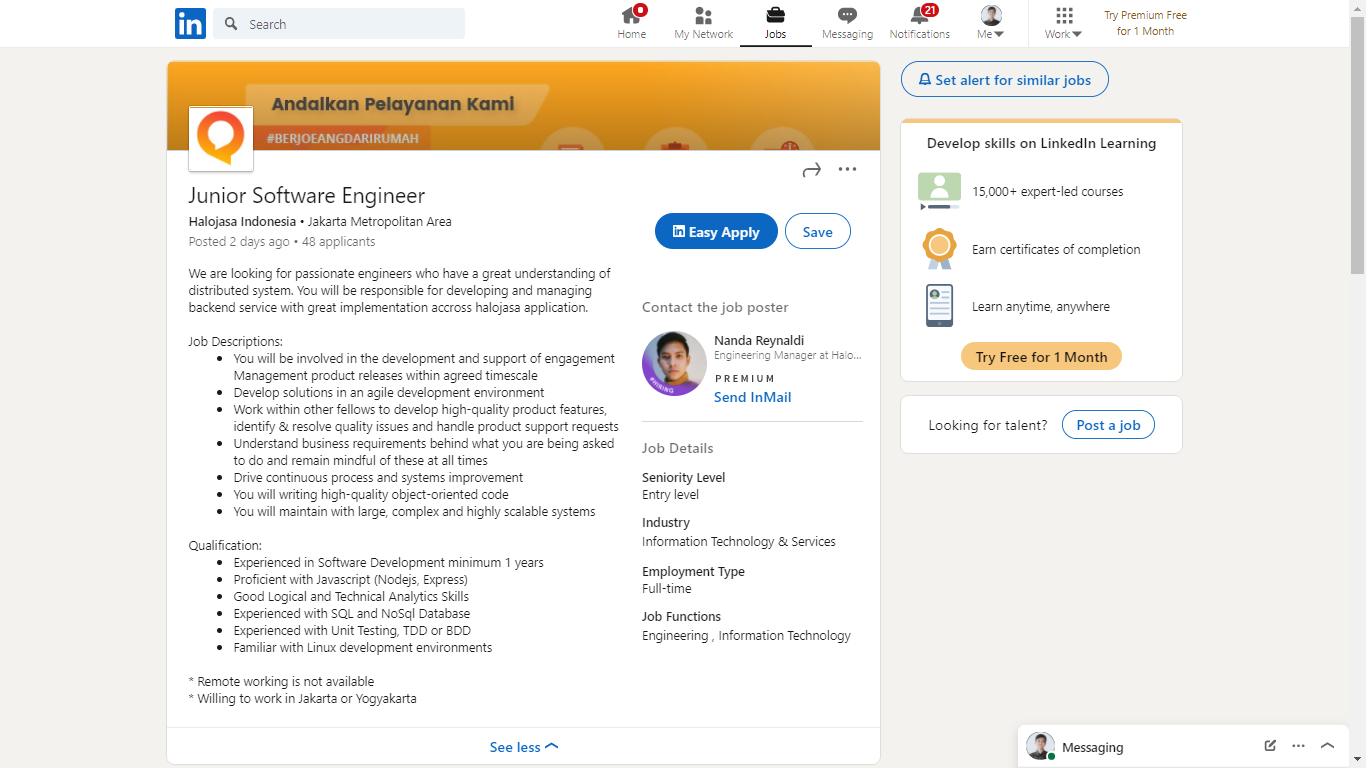 in
Search
Home
My Network
Jobs
Messaging
21
Notifications
Me
Work
Try Premium Free
for 1 Month
Andalkan Pelayanan Kami
#BERJOEANGDARIRUMAH
Junior Software Engineer
Halojasa Indonesia • Jakarta Metropolitan Area
Posted 2 days ago • 48 applicants
in Easy Apply
Save
We are looking for passionate engineers who have a great understanding of
distributed system. You will be responsible for developing and managing
backend service with great implementation accross halojasa application.
Job Descriptions:
• You will be involved in the development and support of engagement
Management product releases within agreed timescale
• Develop solutions in an agile development environment
• Work within other fellows to develop high-quality product features,
identify & resolve quality issues and handle product support requests
• Understand business requirements behind what you are being asked
to do and remain mindful of these at all times
• Drive continuous process and systems improvement
• You will writing high-quality object-oriented code
• You will maintain with large, complex and highly scalable systems
Qualification:
• Experienced in Software Development minimum 1 years
• Proficient with Javascript (Nodejs, Express)
• Good Logical and Technical Analytics Skills
• Experienced with SQL and NoSql Database
• Experienced with Unit Testing, TDD or BDD
• Familiar with Linux development environments
* Remote working is not available
* Willing to work in Jakarta or Yogyakarta
See less
Contact the job poster
#HIRING
Nanda Reynaldi
Engineering Manager at Halo...
PREMIUM
Send InMail
Job Details
Seniority Level
Entry level
Industry
Information Technology & Services
Employment Type
Full-time
Job Functions
Engineering , Information Technology
Set alert for similar jobs
Develop skills on LinkedIn Learning
15,000+ expert-led courses
Earn certificates of completion
Learn anytime, anywhere
Try Free for 1 Month
Looking for talent?
Post a job
Messaging